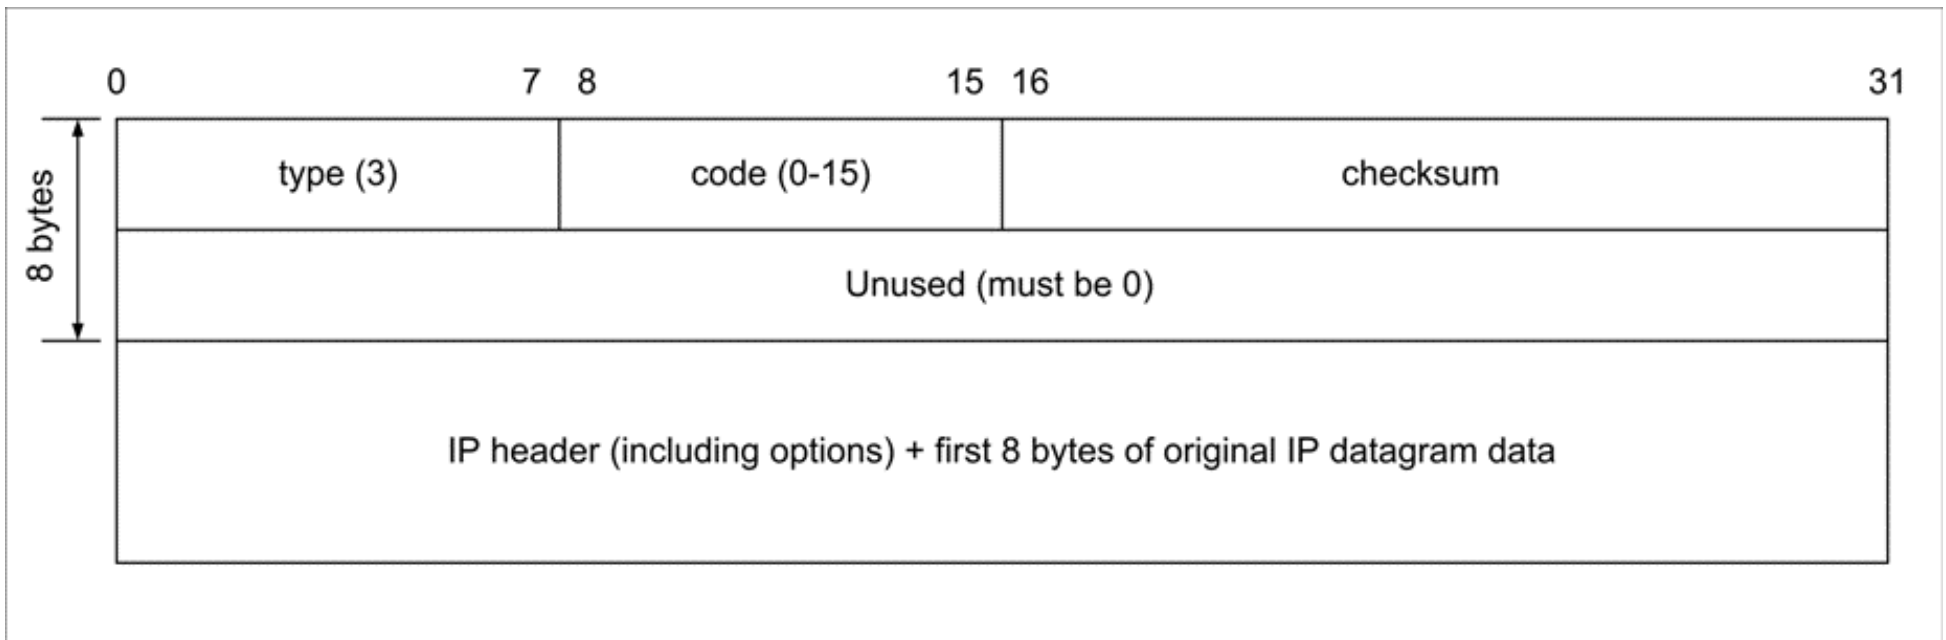 0 7 8 15 16 31
type (3) code (0-15) checksum
8 bytes
Unused (must be 0)
IP header (including options) + first 8 bytes of original IP datagram data